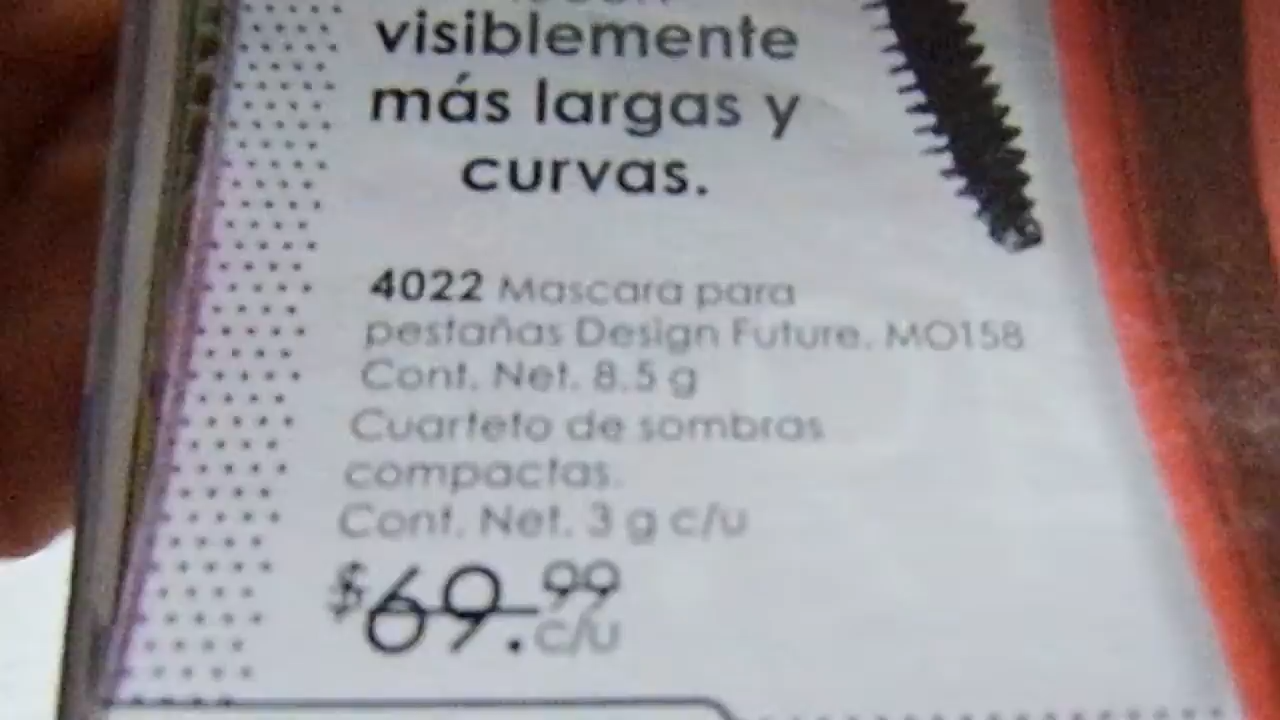 visiblemente
más largas y
curvas.
4022 Mascara para
pestañas Design Future. MO158
Cont. Net. 8.5 g
Cuarteto de sombras
compactas.
Cont. Net. 3 g c/u
$69.99 c/u